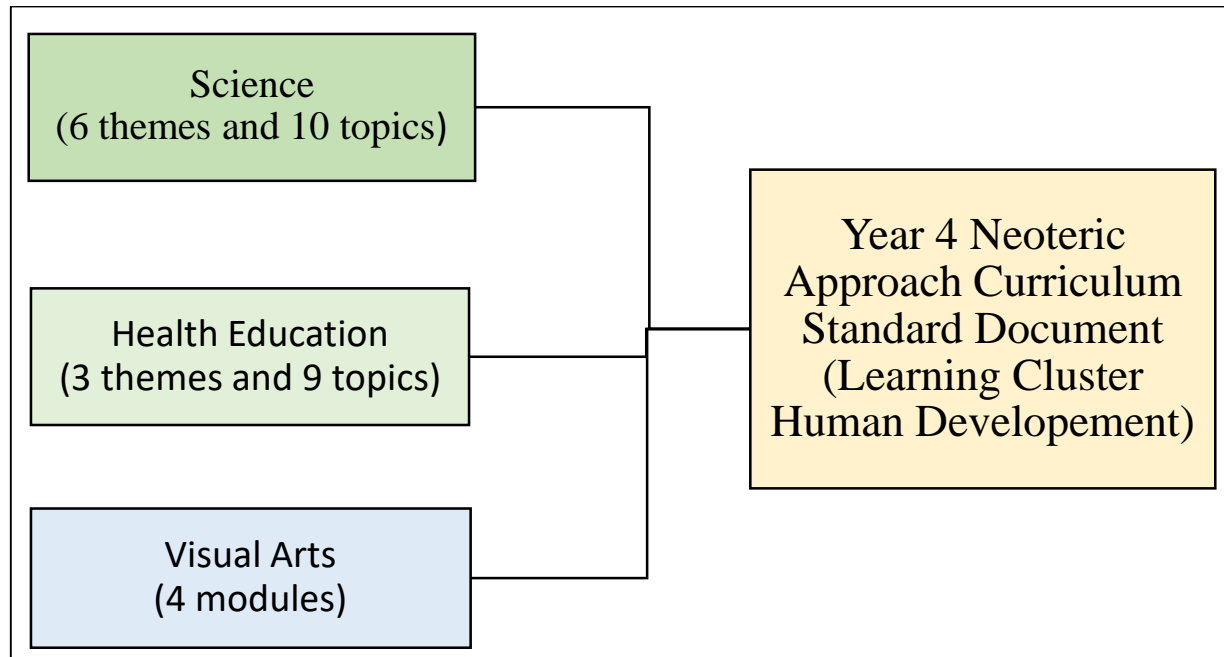 Science
(6 themes and 10 topics)
Health Education
(3 themes and 9 topics)
Visual Arts
(4 modules)
Year 4 Neoteric
Approach Curriculum
Standard Document
(Learning Cluster
Human Developement)